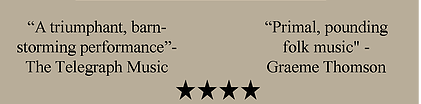 “A triumphant, barn-
storming performance”-
The Telegraph Music
“Primal, pounding
folk music" -
Graeme Thomson
★★★★